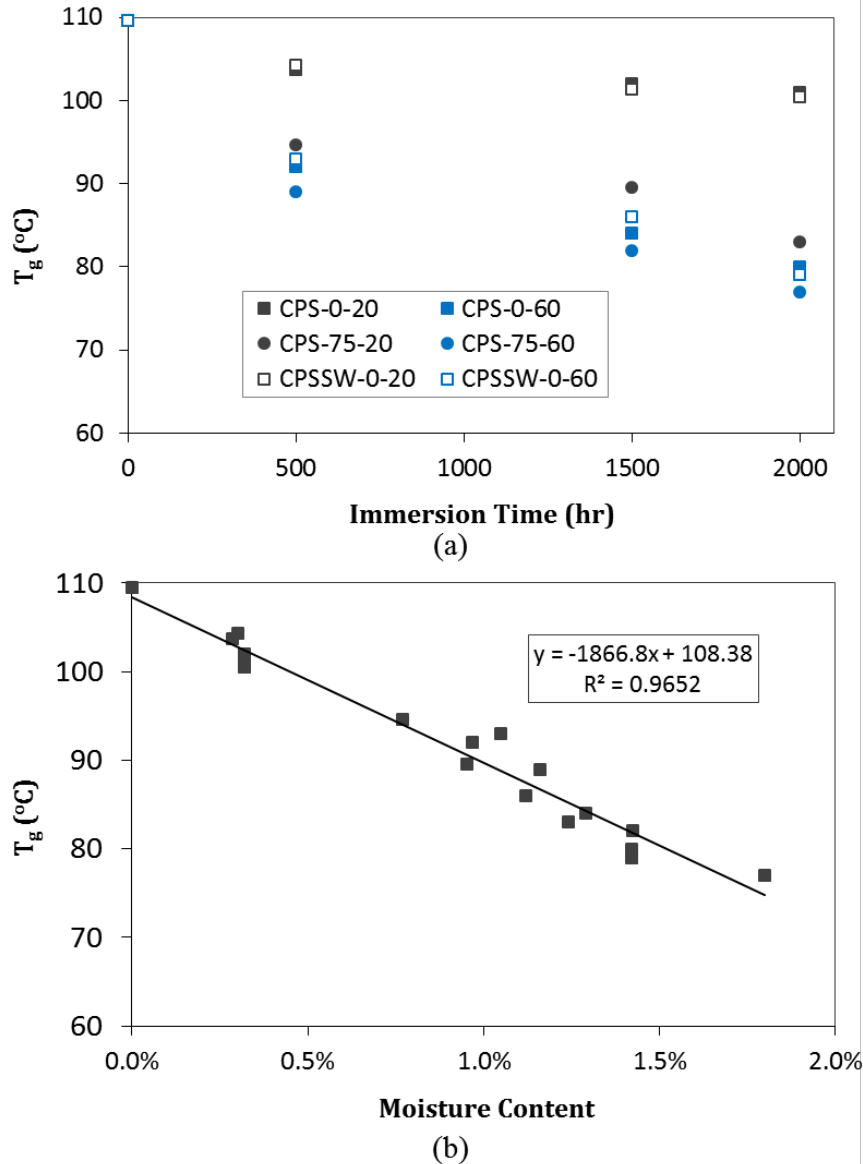 110
100
90
80
70
60
T_g (°C)
CPS-0-20 CPS-0-60
CPS-75-20 CPS-75-60
CPSSW-0-20 CPSSW-0-60
0 500 1000 1500 2000
Immersion Time (hr)
(a)
110
100
90
80
70
60
T_g (°C)
y = -1866.8x + 108.38
R² = 0.9652
0.0% 0.5% 1.0% 1.5% 2.0%
Moisture Content
(b)